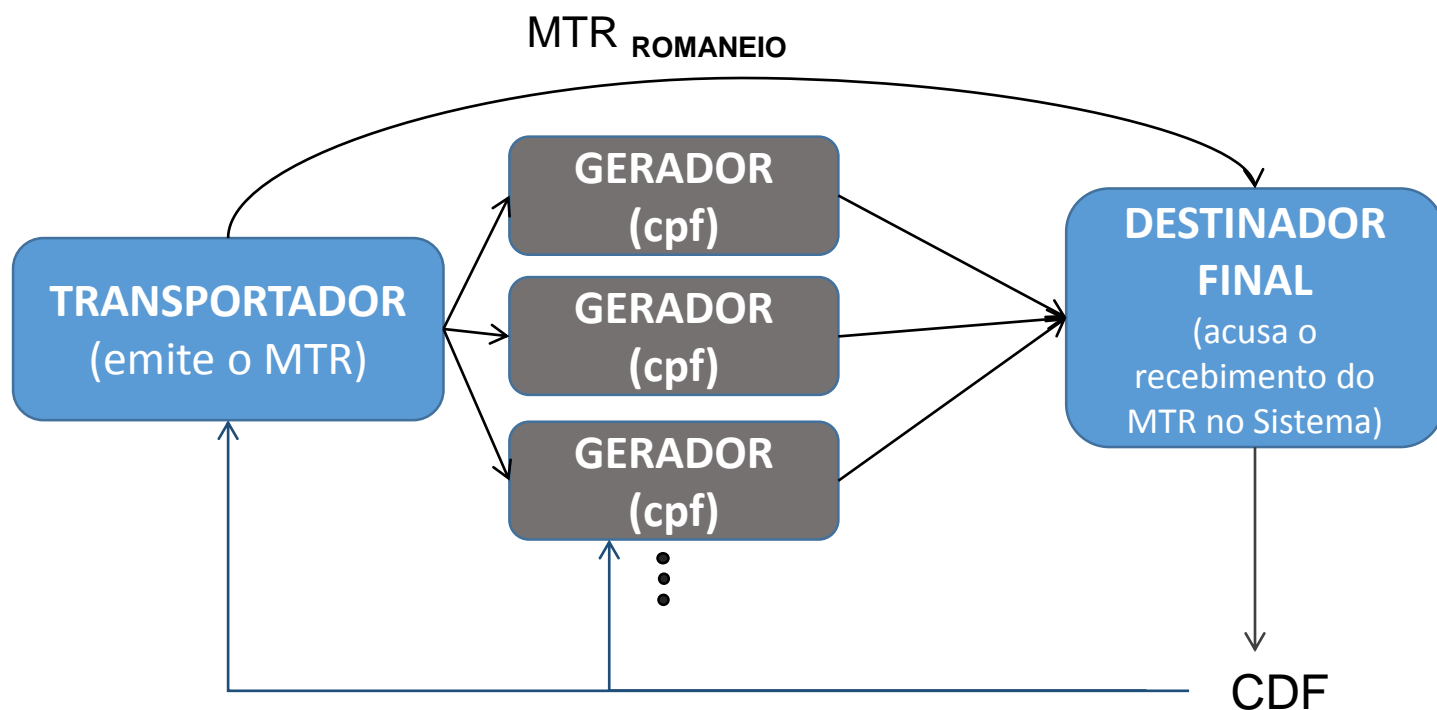 MTR ROMANEIO
TRANSPORTADOR
(emite o MTR)
GERADOR
(cpf)
GERADOR
(cpf)
GERADOR
(cpf)
DESTINADOR
FINAL
(acusa o
recebimento do
MTR no Sistema)
CDF